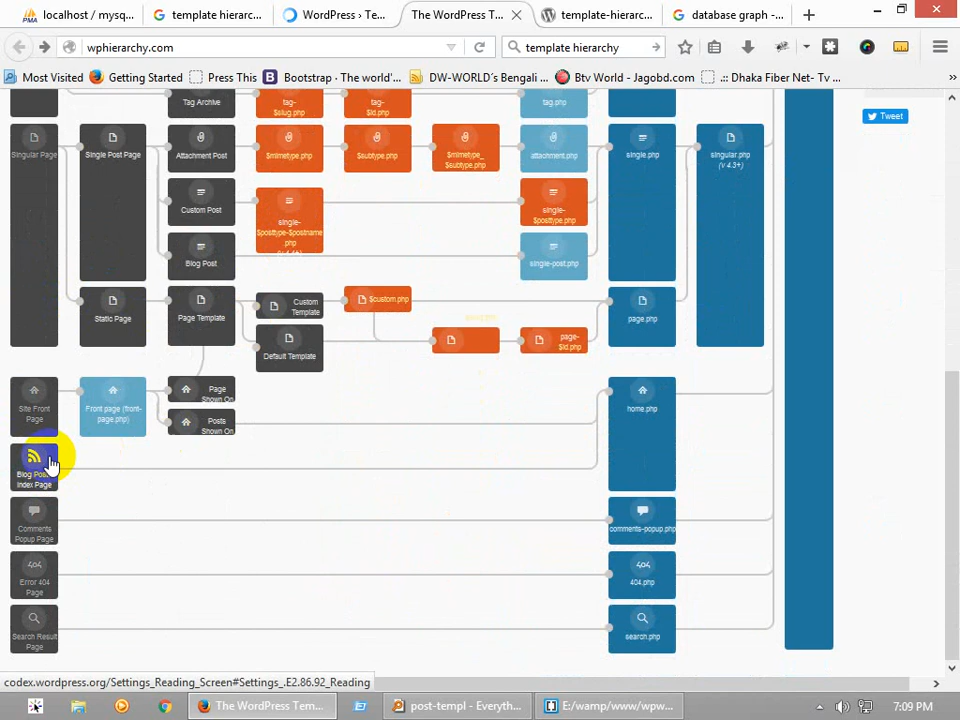 localhost / mysq...
template hierarc...
WordPress › Te...
The WordPress T...
template-hierarc...
database graph -...
wphierarchy.com
template hierarchy
Most Visited
Getting Started
Press This
Bootstrap · The world'...
DW-WORLD´s Bengali ...
Btv World - Jagobd.com
.:: Dhaka Fiber Net- Tv ...
Tweet
Tag Archive
tag-
$slug.php
tag-
$id.php
tag.php
Singular Page
Single Post Page
Attachment Post
$mimetype.php
$subtype.php
$mimetype_
$subtype.php
attachment.php
single.php
singular.php
(v 4.3+)
Custom Post
single-
$posttype-$postname
.php
single-
$posttype.php
Blog Post
single-post.php
Static Page
Page Template
Custom
Template
$custom.php
page.php
Default Template
page-
$id.php
Site Front
Page
Front page (front-
page.php)
Page
Shown On
Posts
Shown On
home.php
Blog Posts
Index Page
Comments
Popup Page
comments-popup.php
404
Error 404
Page
404
404.php
Search Result
Page
search.php
codex.wordpress.org/Settings_Reading_Screen#Settings_.E2.86.92_Reading
The WordPress Tem...
post-templ - Everyth...
E:/wamp/www/wpw...
7:09 PM